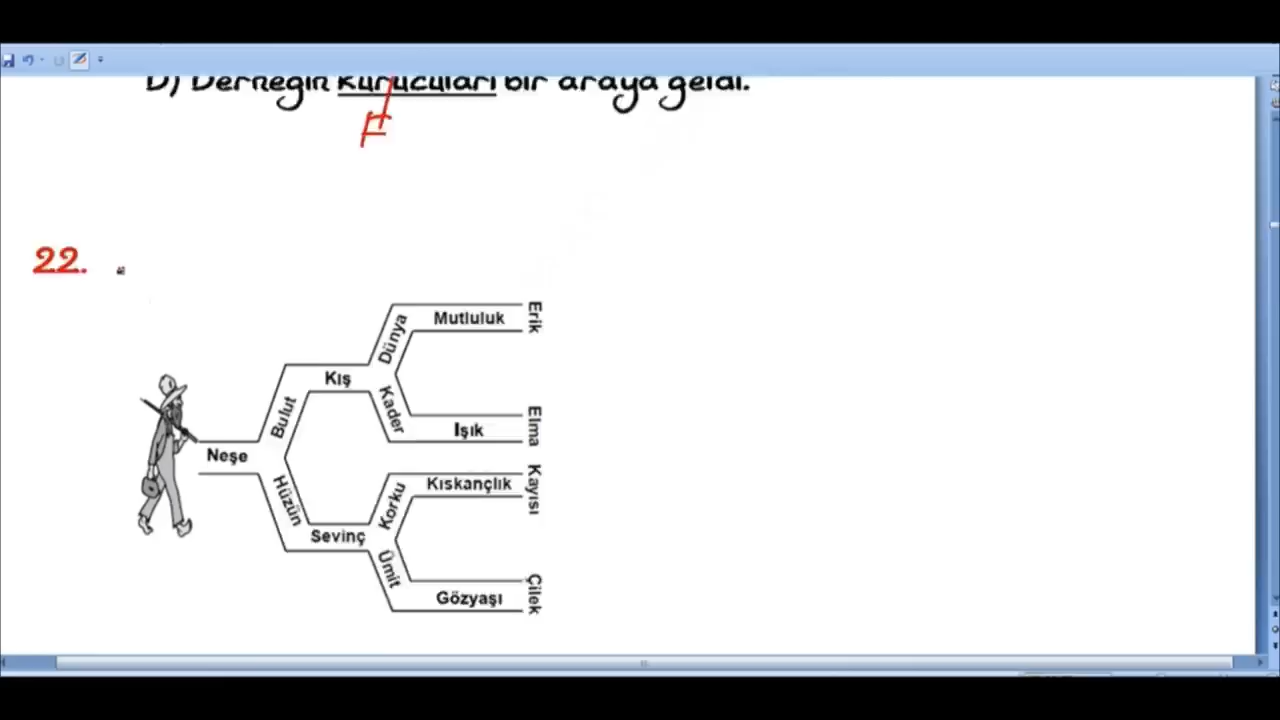 D) Derneğin kurucuları bir araya geldi.
22.
Mutluluk
Erik
Dünya
Kış
Kader
Işık
Elma
Bulut
Neşe
Hüzün
Sevinç
Korku
Kıskançlık
Kayısı
Ümit
Gözyaşı
Çilek